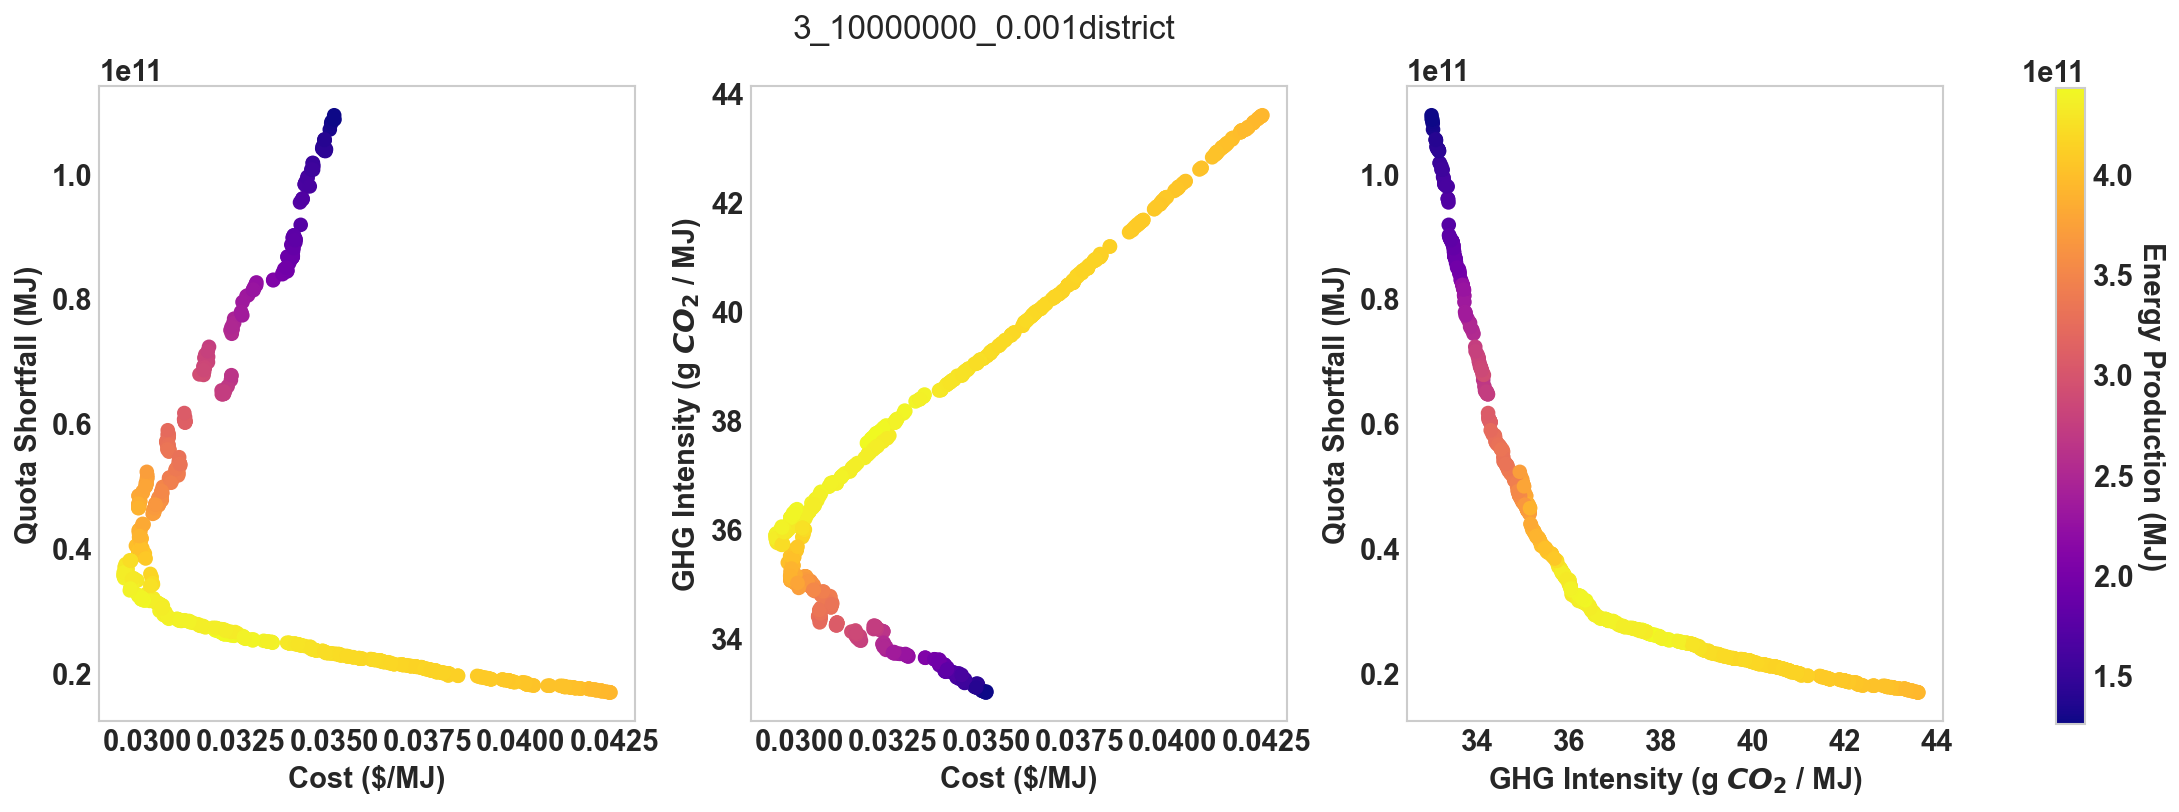 3_10000000_0.001district
1e11
1.0
0.8
0.6
0.4
0.2
Quota Shortfall (MJ)
0.0300 0.0325 0.0350 0.0375 0.0400 0.0425
Cost ($/MJ)
44
42
40
38
36
34
GHG Intensity (g CO2 / MJ)
0.0300 0.0325 0.0350 0.0375 0.0400 0.0425
Cost ($/MJ)
1e11
1.0
0.8
0.6
0.4
0.2
Quota Shortfall (MJ)
34 36 38 40 42 44
GHG Intensity (g CO2 / MJ)
1e11
4.0
3.5
3.0
2.5
2.0
1.5
Energy Production (MJ)